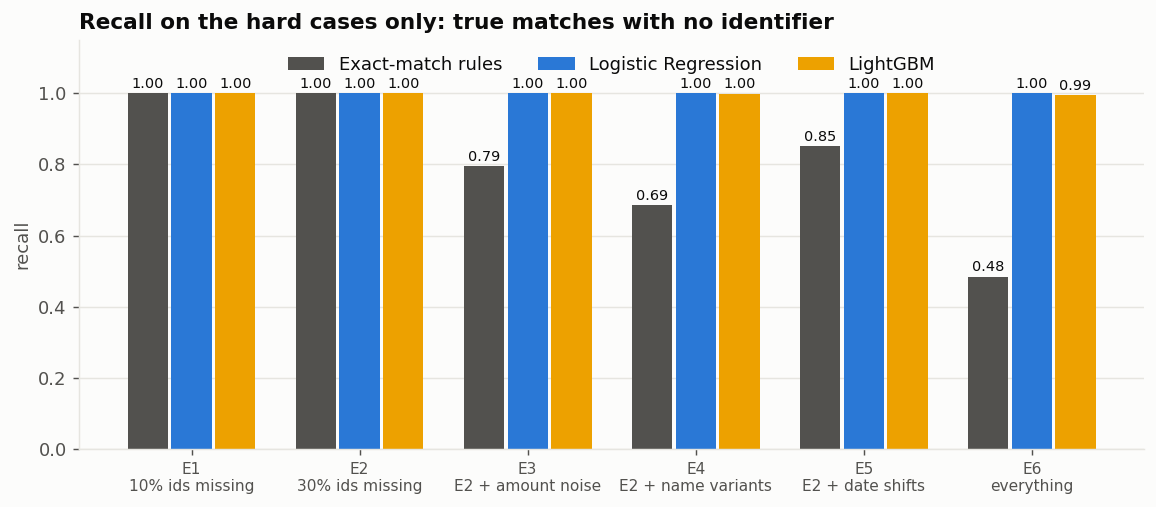 Recall on the hard cases only: true matches with no identifier
Exact-match rules Logistic Regression LightGBM
1.00 1.00 1.00 1.00 1.00 1.00 0.79 1.00 1.00 0.69 1.00 1.00 0.85 1.00 1.00 0.48 1.00 0.99
recall
1.0
0.8
0.6
0.4
0.2
0.0
E1 E2 E3 E4 E5 E6
10% ids missing 30% ids missing E2 + amount noise E2 + name variants E2 + date shifts everything